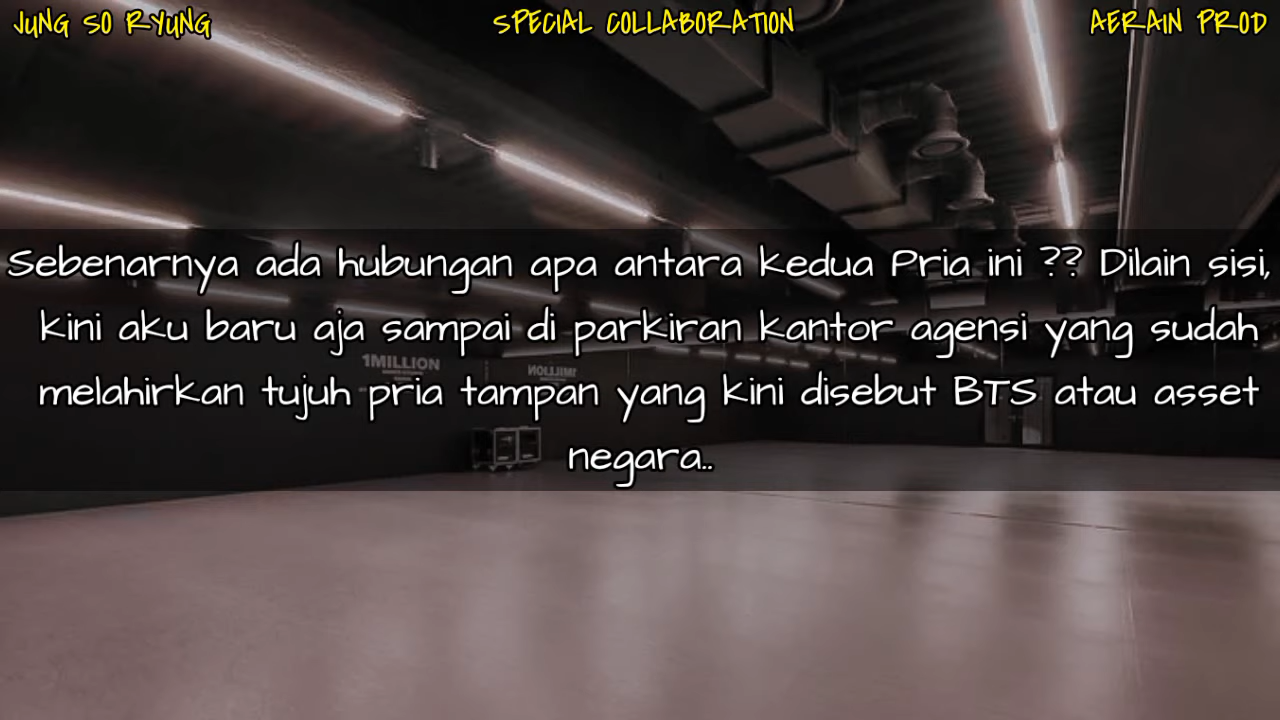 JUNG SO RYUNG
SPECIAL COLLABORATION
AERAIN PROD
Sebenarnya ada hubungan apa antara kedua Pria ini ?? Dilain sisi,
kini aku baru aja sampai di parkiran kantor agensi yang sudah
melahirkan tujuh pria tampan yang kini disebut BTS atau asset
negara..
1MILLION
1MILLION